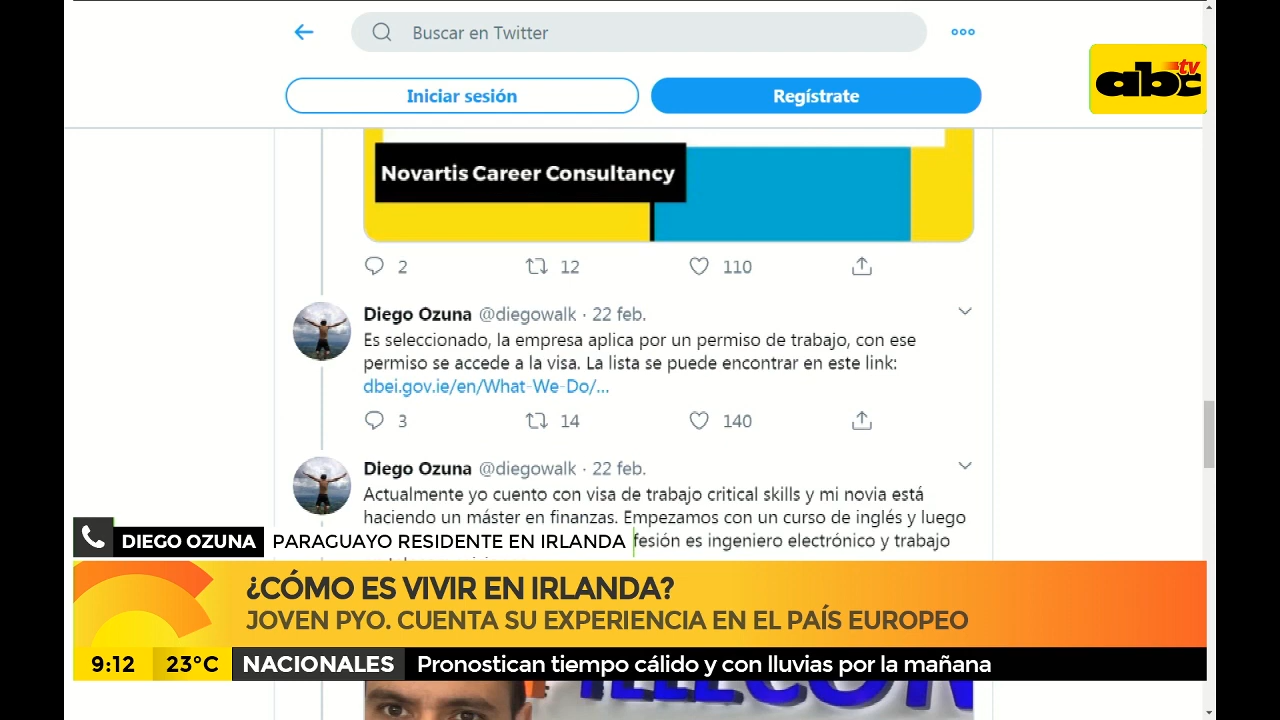 Buscar en Twitter
abc tv
Iniciar sesión
Regístrate
Novartis Career Consultancy
2
12
110
Diego Ozuna @diegowalk · 22 feb.
Es seleccionado, la empresa aplica por un permiso de trabajo, con ese
permiso se accede a la visa. La lista se puede encontrar en este link:
dbei.gov.ie/en/What-We-Do/...
3
14
140
Diego Ozuna @diegowalk · 22 feb.
Actualmente yo cuento con visa de trabajo critical skills y mi novia está
haciendo un máster en finanzas. Empezamos con un curso de inglés y luego
fesión es ingeniero electrónico y trabajo
DIEGO OZUNA PARAGUAYO RESIDENTE EN IRLANDA
¿CÓMO ES VIVIR EN IRLANDA?
JOVEN PYO. CUENTA SU EXPERIENCIA EN EL PAÍS EUROPEO
9:12 23°C NACIONALES Pronostican tiempo cálido y con lluvias por la mañana